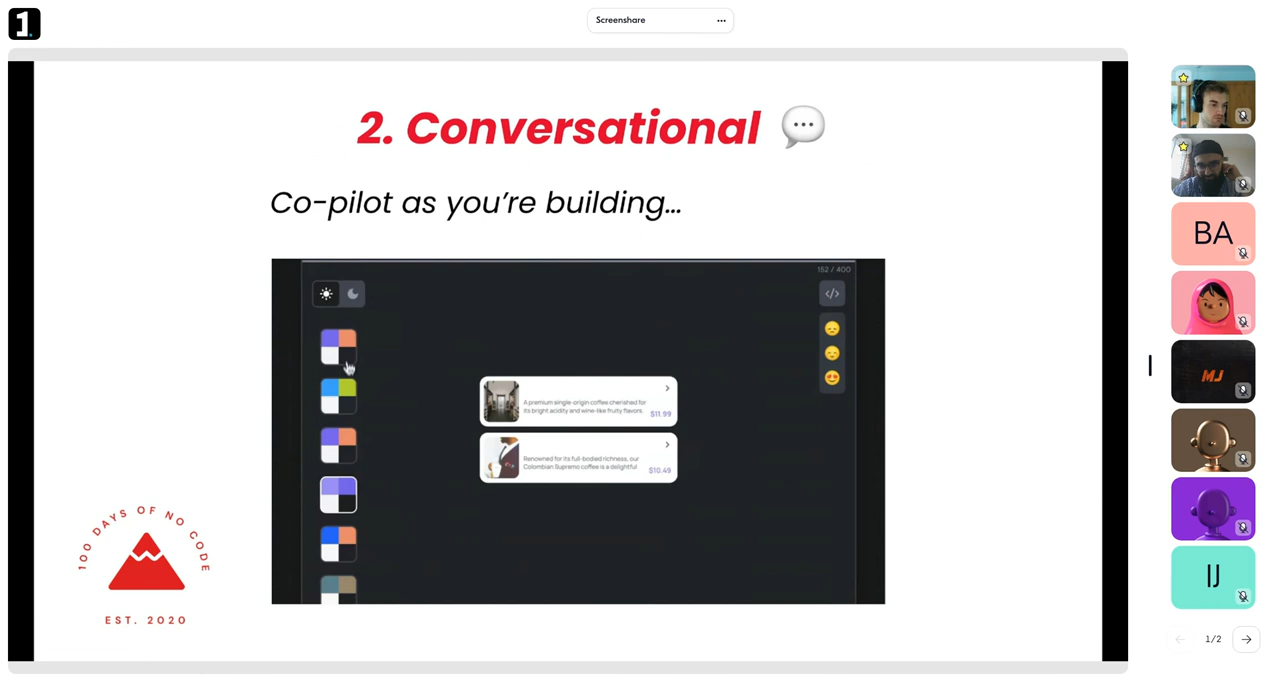 1.
Screenshare
2. Conversational
Co-pilot as you're building...
152 / 400
</>
A premium single-origin coffee cherished for
its bright acidity and wine-like fruity flavors.
$11.99
Renowned for its full-bodied richness, our
Colombian Supremo coffee is a delightful
$10.49
100 DAYS OF NO CODE
EST. 2020
BA
MJ
IJ
1/2